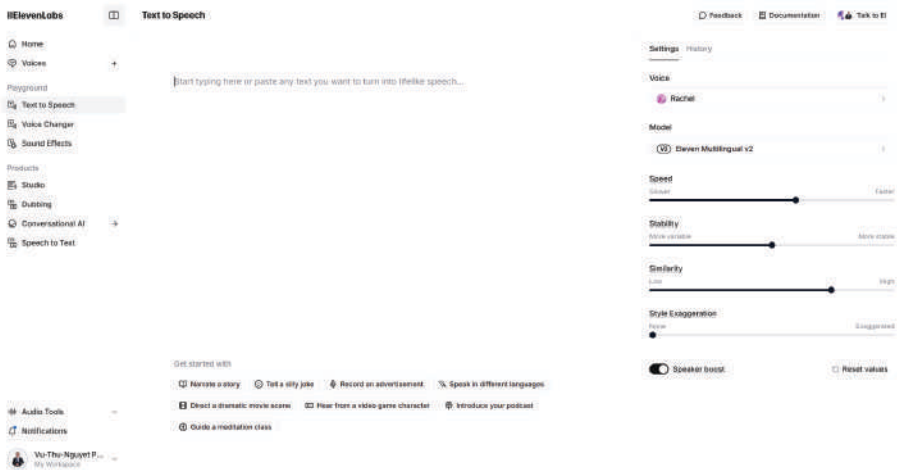 IIElevenLabs
Home
Voices +
Playground
Text to Speech
Voice Changer
Sound Effects
Products
Studio
Dubbing
Conversational AI →
Speech to Text
Audio Tools
Notifications
Vu-Thu-Nguyet P...
My Workspace
Text to Speech
Feedback
Documentation
Talk to El
Start typing here or paste any text you want to turn into lifelike speech...
Get started with
Narrate a story
Tell a silly joke
Record an advertisement
Speak in different languages
Direct a dramatic movie scene
Hear from a video game character
Introduce your podcast
Guide a meditation class
Settings History
Voice
Rachel
Model
V2 Eleven Multilingual v2
Speed
Slower Faster
Stability
More variable More stable
Similarity
Low High
Style Exaggeration
None Exaggerated
Speaker boost
Reset values